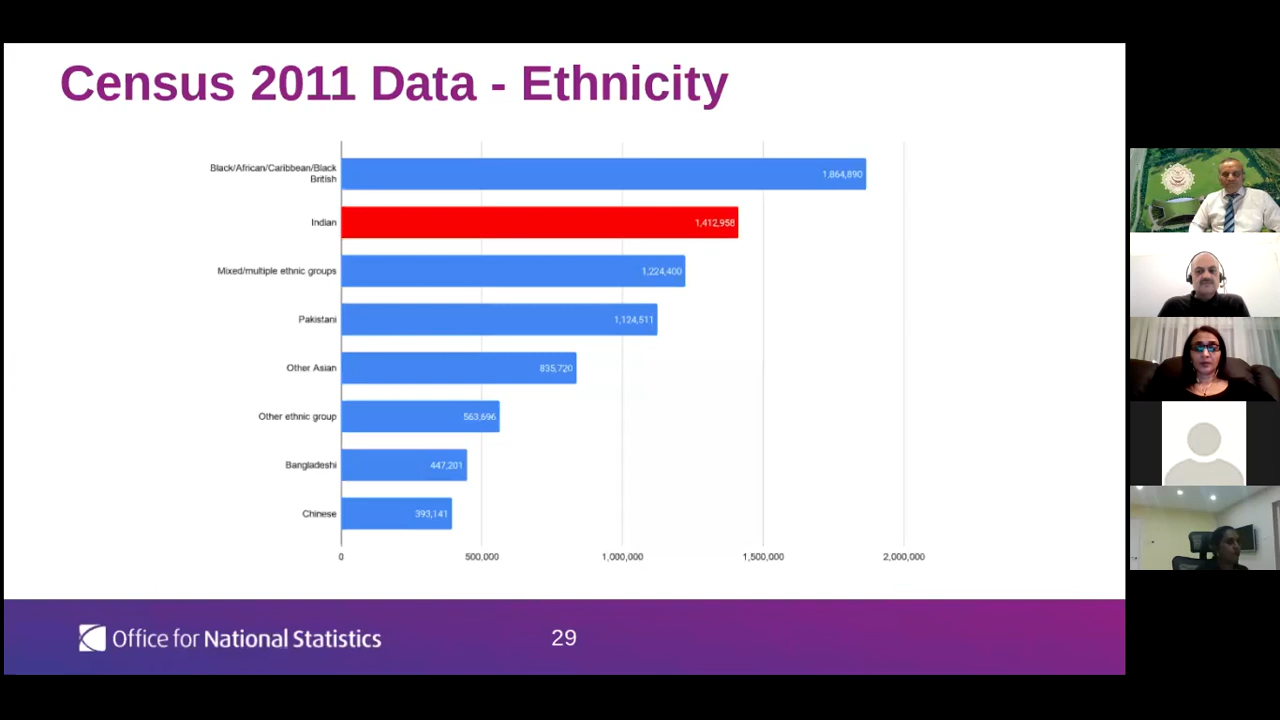 Census 2011 Data - Ethnicity
Black/African/Caribbean/Black
British
1,864,890
Indian
1,412,958
Mixed/multiple ethnic groups
1,224,400
Pakistani
1,124,511
Other Asian
835,720
Other ethnic group
563,696
Bangladeshi
447,201
Chinese
393,141
0
500,000
1,000,000
1,500,000
2,000,000
Office for National Statistics
29